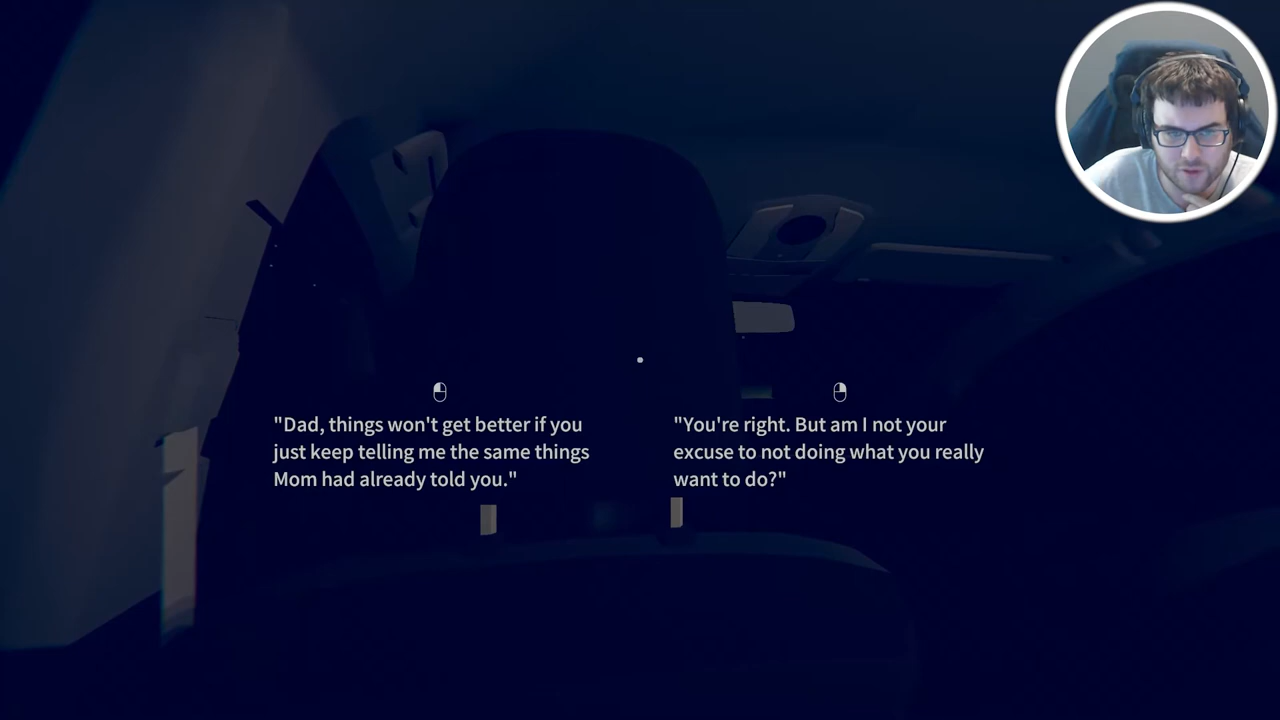 "Dad, things won't get better if you
just keep telling me the same things
Mom had already told you."
"You're right. But am I not your
excuse to not doing what you really
want to do?"